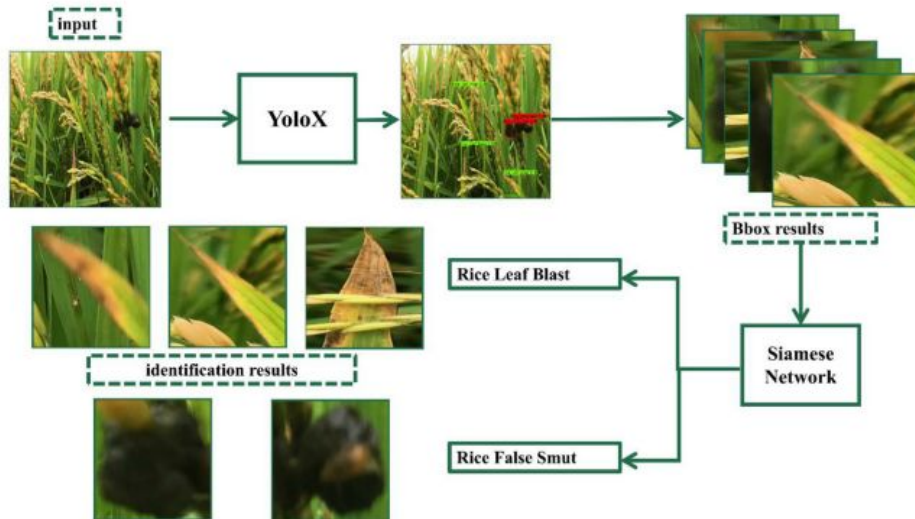 input
YoloX
Bbox results
Rice Leaf Blast
Siamese
Network
identification results
Rice False Smut